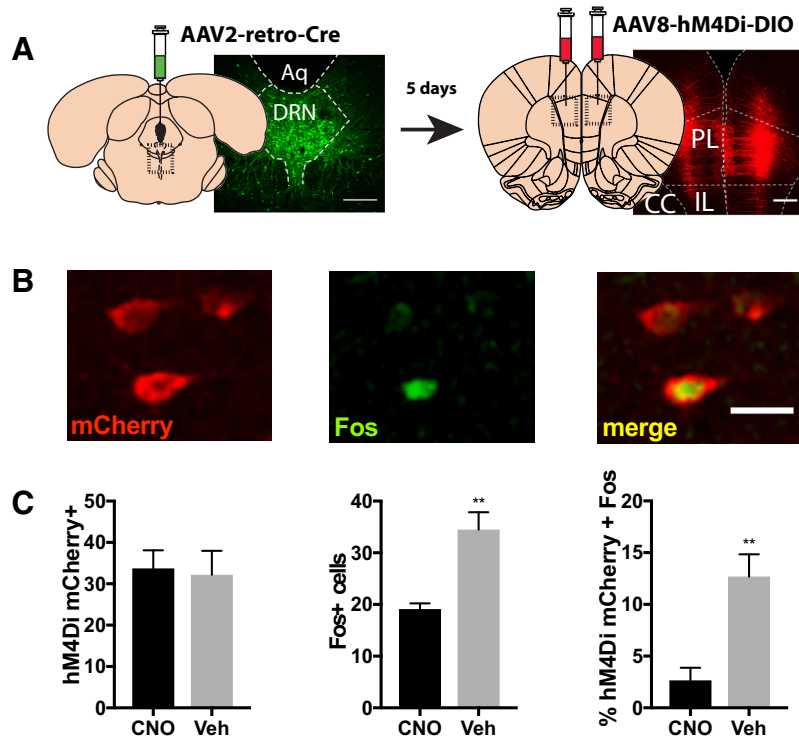 A
AAV2-retro-Cre
Aq
DRN
5 days
AAV8-hM4Di-DIO
PL
CC
IL
B
mCherry
Fos
merge
C
hM4Di mCherry+
50
40
30
20
10
0
CNO Veh
Fos+ cells
40
30
20
10
0
**
CNO Veh
% hM4Di mCherry + Fos
20
15
10
5
0
**
CNO Veh